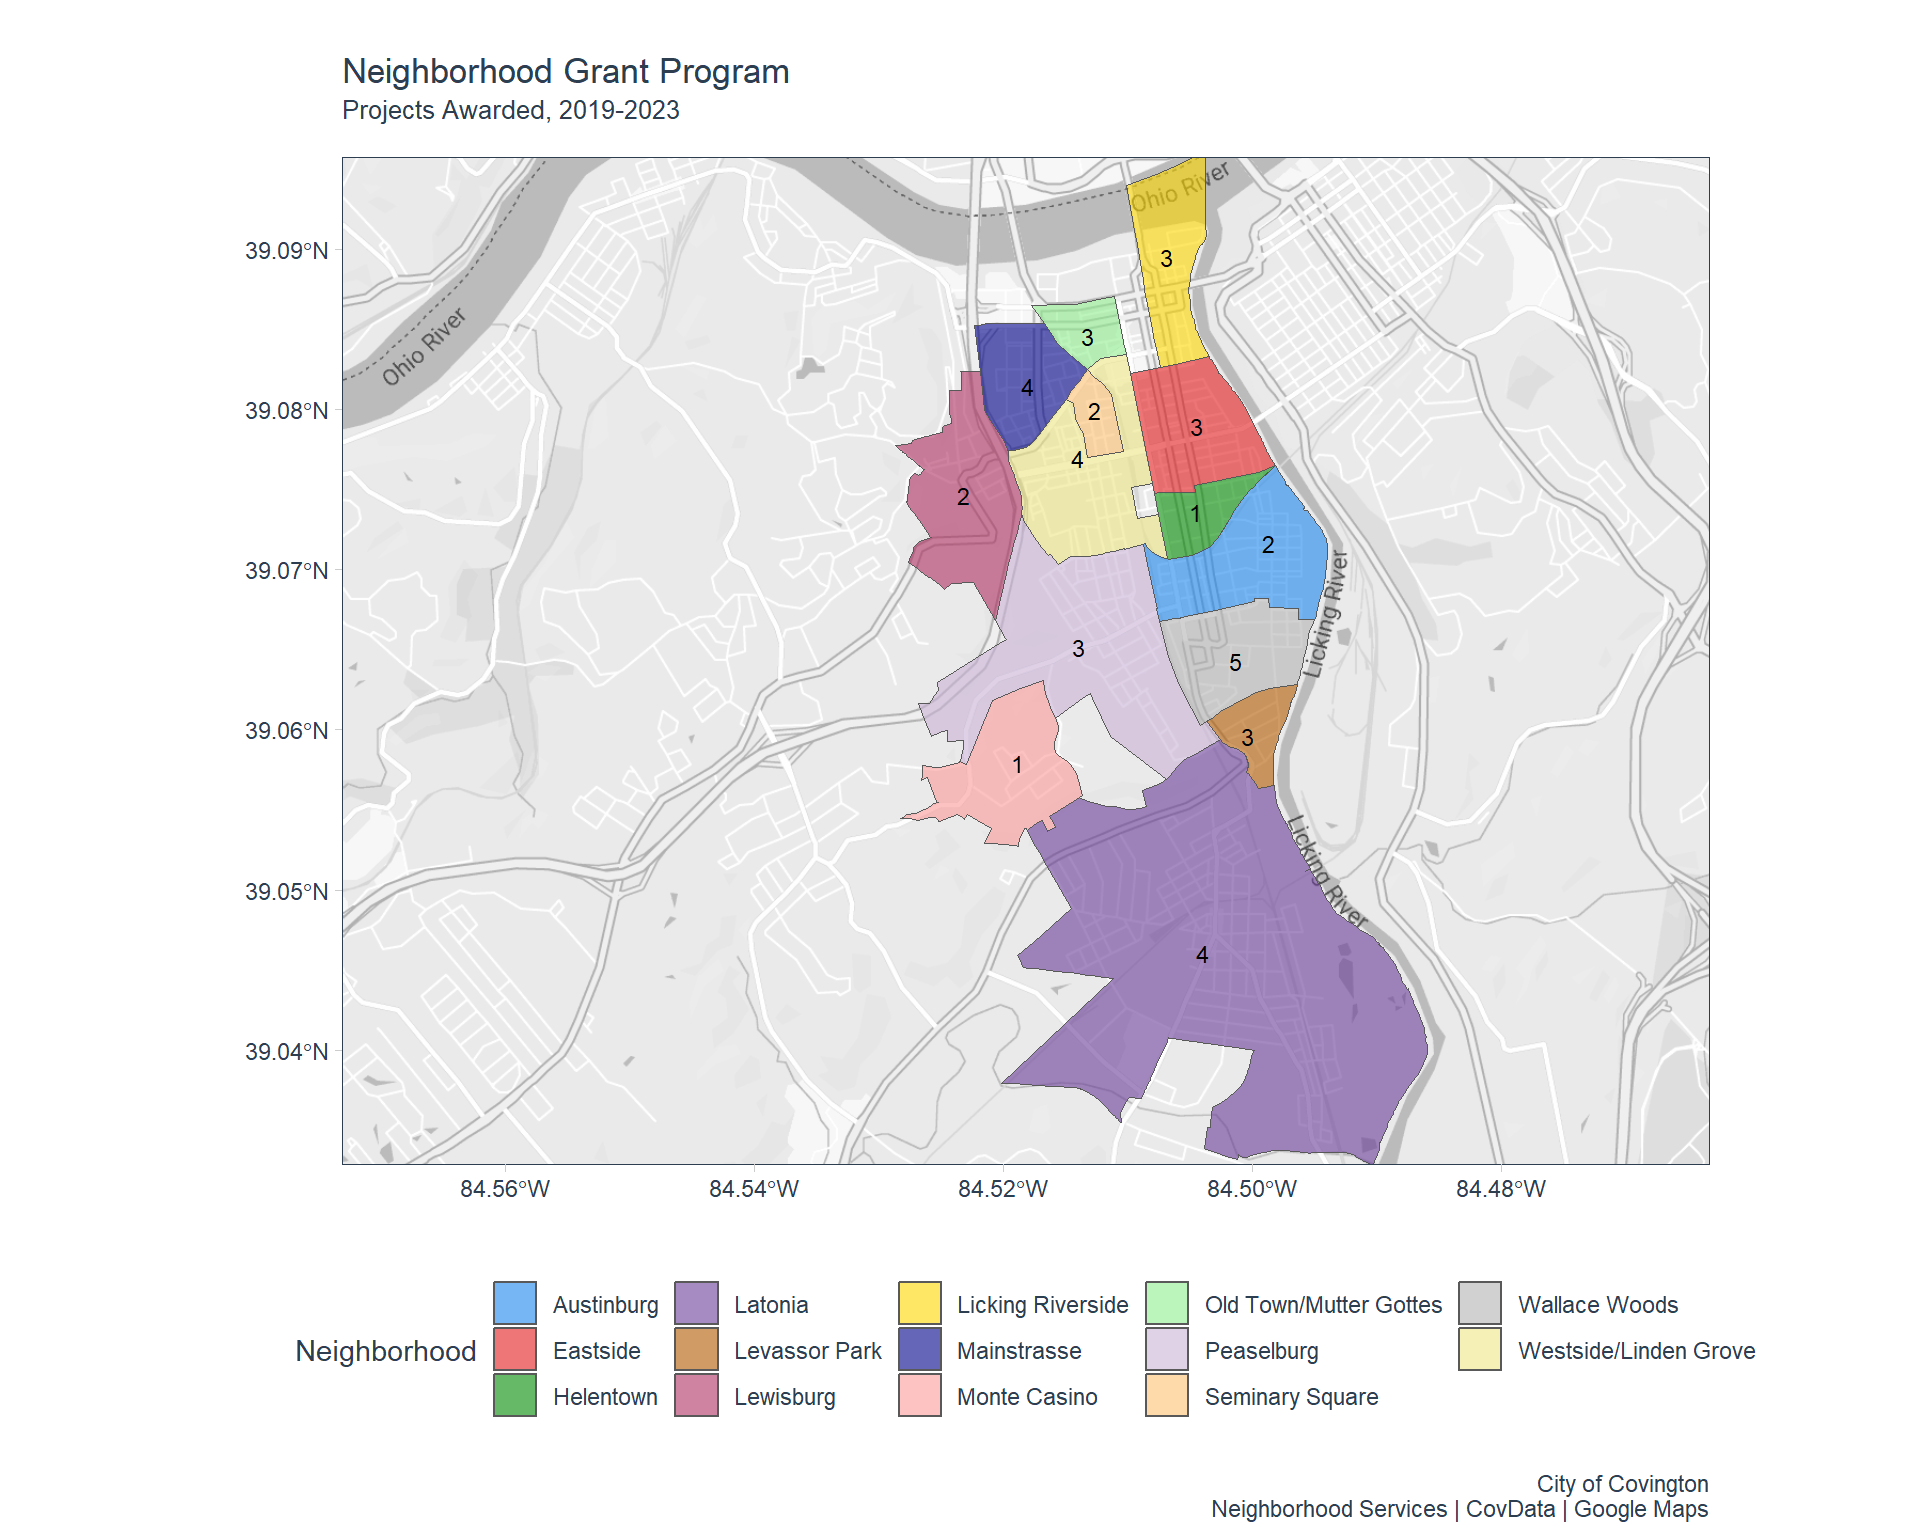 Neighborhood Grant Program
Projects Awarded, 2019-2023
Ohio River
39.09°N
3
Ohio River
3
39.08°N
4
2
3
4
2
1
2
39.07°N
Licking River
3
5
39.06°N
3
1
Licking River
39.05°N
4
39.04°N
84.56°W 84.54°W 84.52°W 84.50°W 84.48°W
Austinburg Latonia Licking Riverside Old Town/Mutter Gottes Wallace Woods
Neighborhood Eastside Levassor Park Mainstrasse Peaselburg Westside/Linden Grove
Helentown Lewisburg Monte Casino Seminary Square
City of Covington
Neighborhood Services | CovData | Google Maps